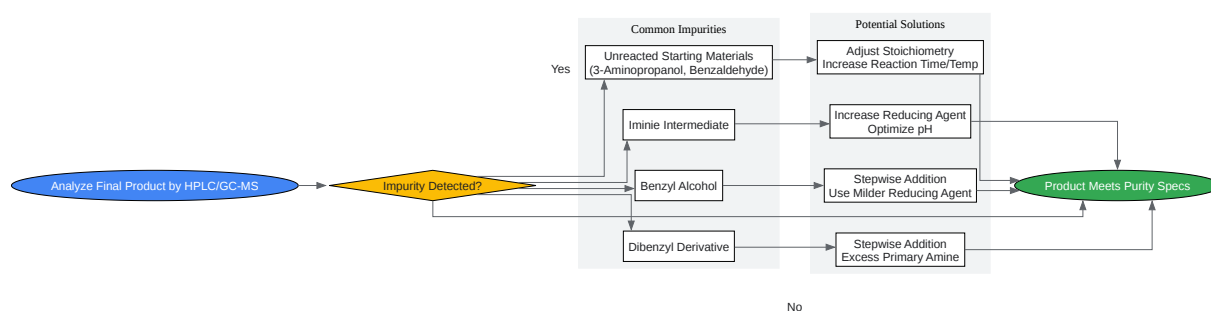 Common Impurities
Potential Solutions
Yes
Unreacted Starting Materials
(3-Aminopropanol, Benzaldehyde)
Adjust Stoichiometry
Increase Reaction Time/Temp
Iminie Intermediate
Increase Reducing Agent
Optimize pH
Analyze Final Product by HPLC/GC-MS
Impurity Detected?
Benzyl Alcohol
Stepwise Addition
Use Milder Reducing Agent
Product Meets Purity Specs
Dibenzyl Derivative
Stepwise Addition
Excess Primary Amine
No